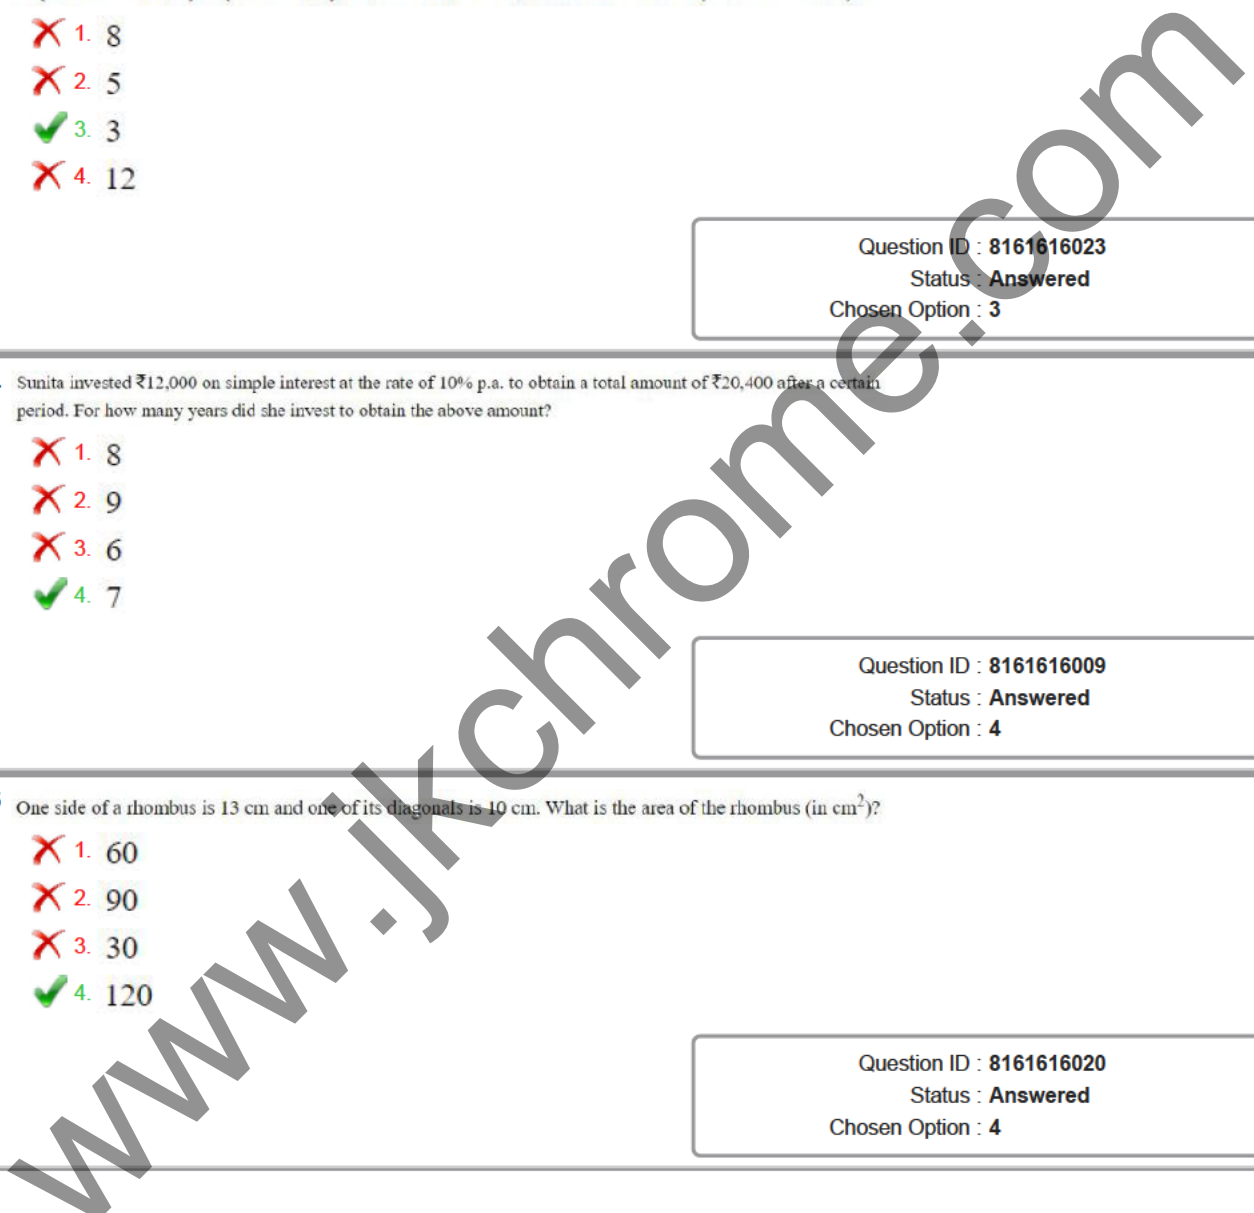 1. 8
2. 5
3. 3
4. 12
Question ID : 8161616023
Status : Answered
Chosen Option : 3
Sunita invested ₹12,000 on simple interest at the rate of 10% p.a. to obtain a total amount of ₹20,400 after a certain
period. For how many years did she invest to obtain the above amount?
1. 8
2. 9
3. 6
4. 7
Question ID : 8161616009
Status : Answered
Chosen Option : 4
One side of a rhombus is 13 cm and one of its diagonals is 10 cm. What is the area of the rhombus (in cm²)?
1. 60
2. 90
3. 30
4. 120
Question ID : 8161616020
Status : Answered
Chosen Option : 4
www.jkchrome.com